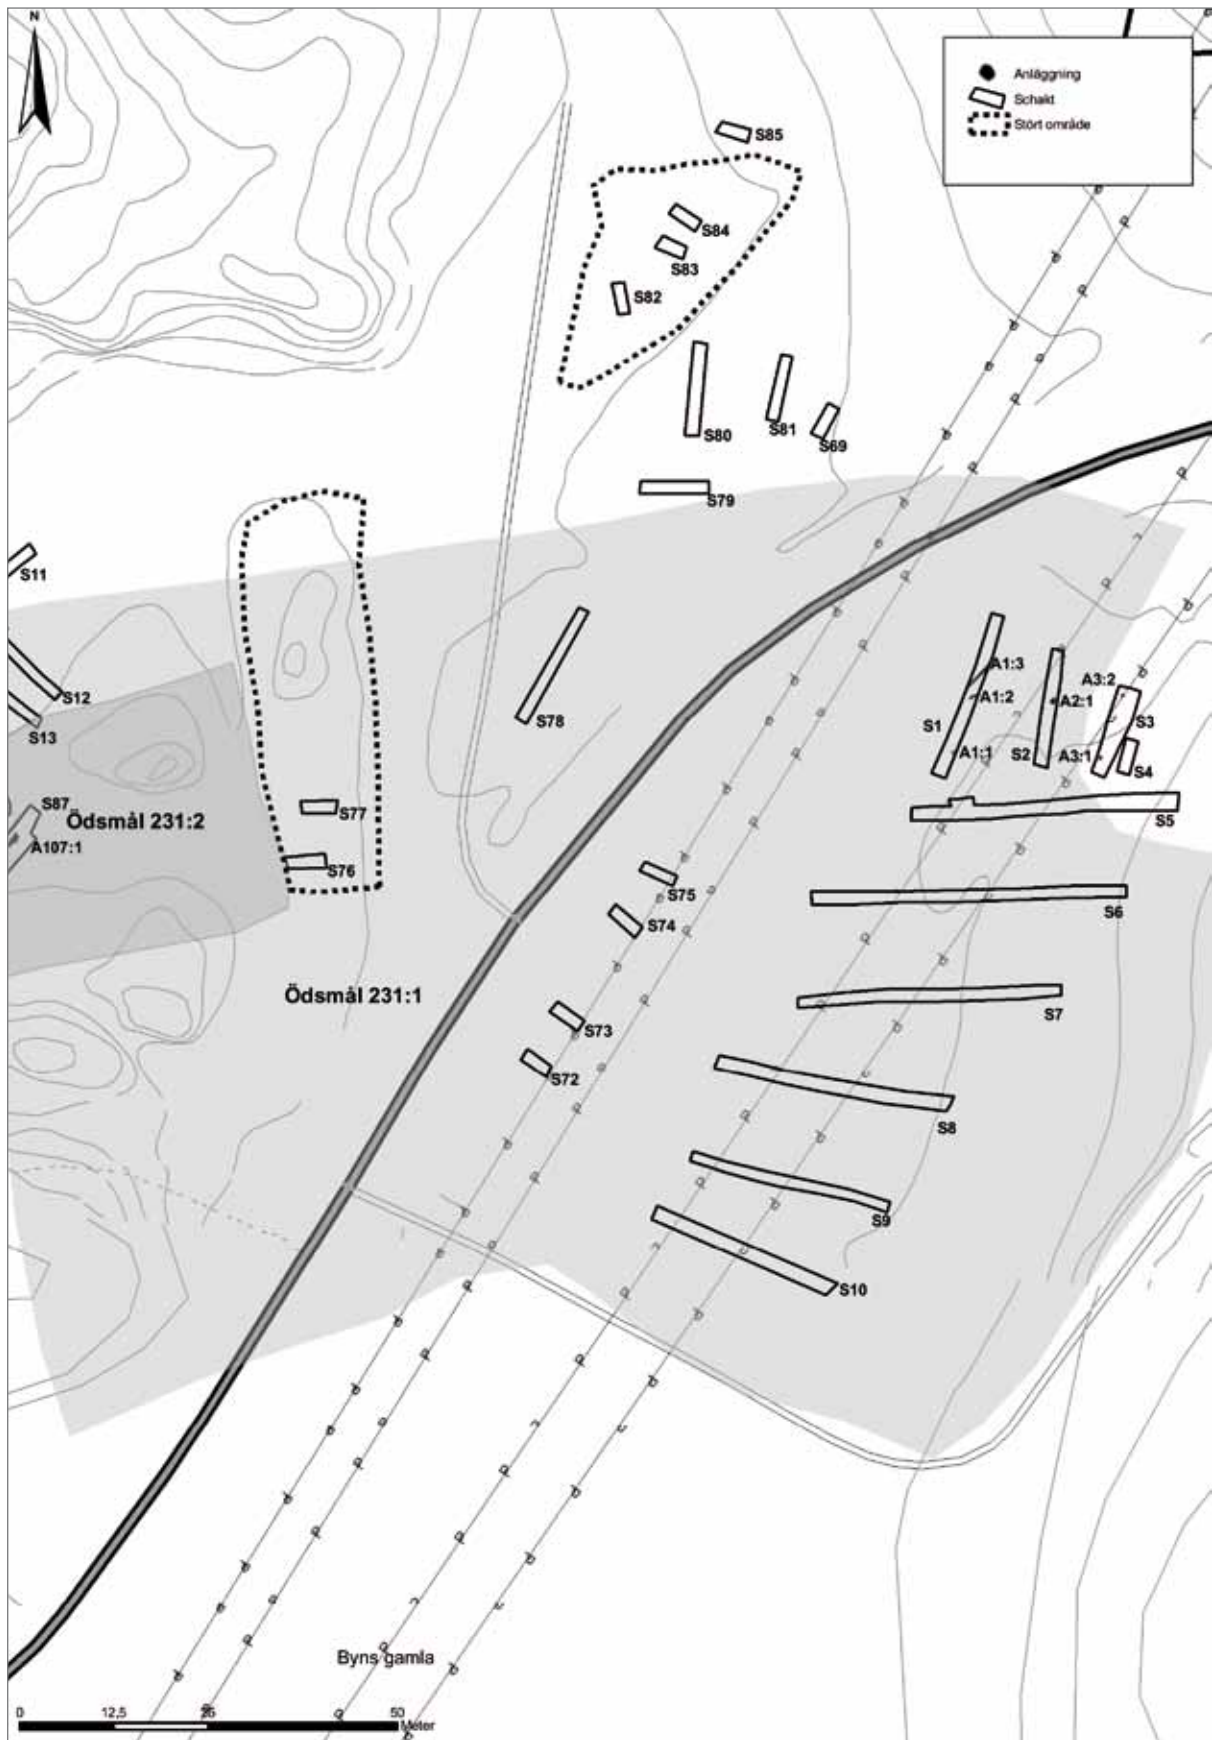 N
Anläggning
Schakt
Stört område
S85
S84
S83
S82
S80
S81
S69
S79
S11
S12
S13
S78
A1:3
A1:2
A1:1
S1
A2:1
S2
A3:2
S3
A3:1
S4
S5
S87
Ödsmål 231:2
A107:1
S77
S76
S75
S74
S6
Ödsmål 231:1
S73
S72
S7
S8
S9
S10
Byns gamla
0 12,5 25 50
Meter